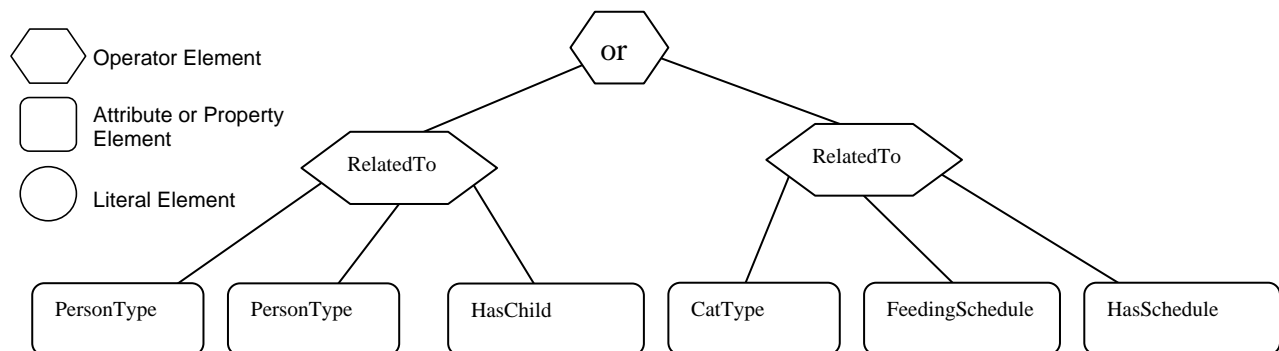 or
Operator Element
Attribute or Property
Element
Literal Element
RelatedTo
RelatedTo
PersonType
PersonType
HasChild
CatType
FeedingSchedule
HasSchedule